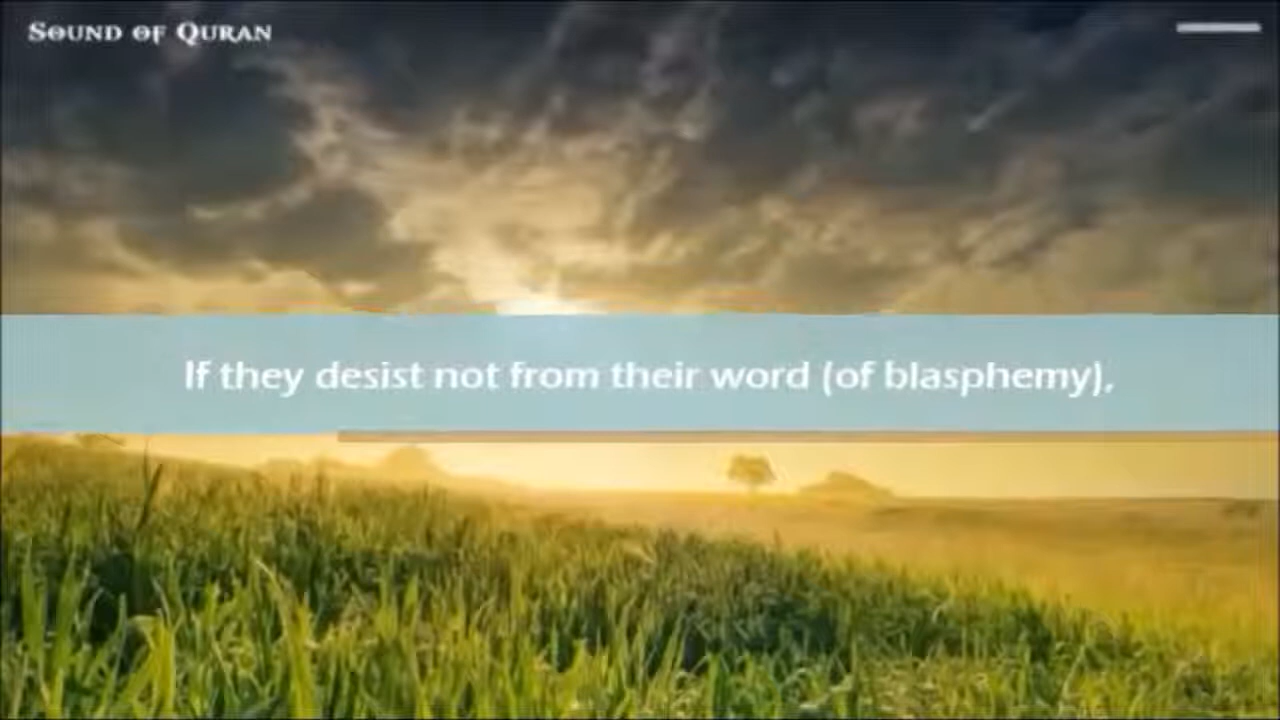 Sound of Quran
If they desist not from their word (of blasphemy),